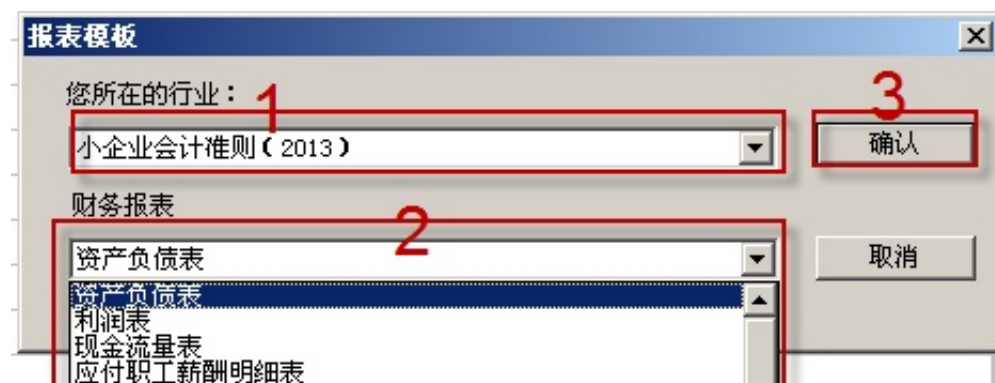 报表模板
您所在的行业：
1
3
小企业会计准则（2013）
确认
财务报表
2
资产负债表
取消
资产负债表
利润表
现金流量表
应付职工薪酬明细表